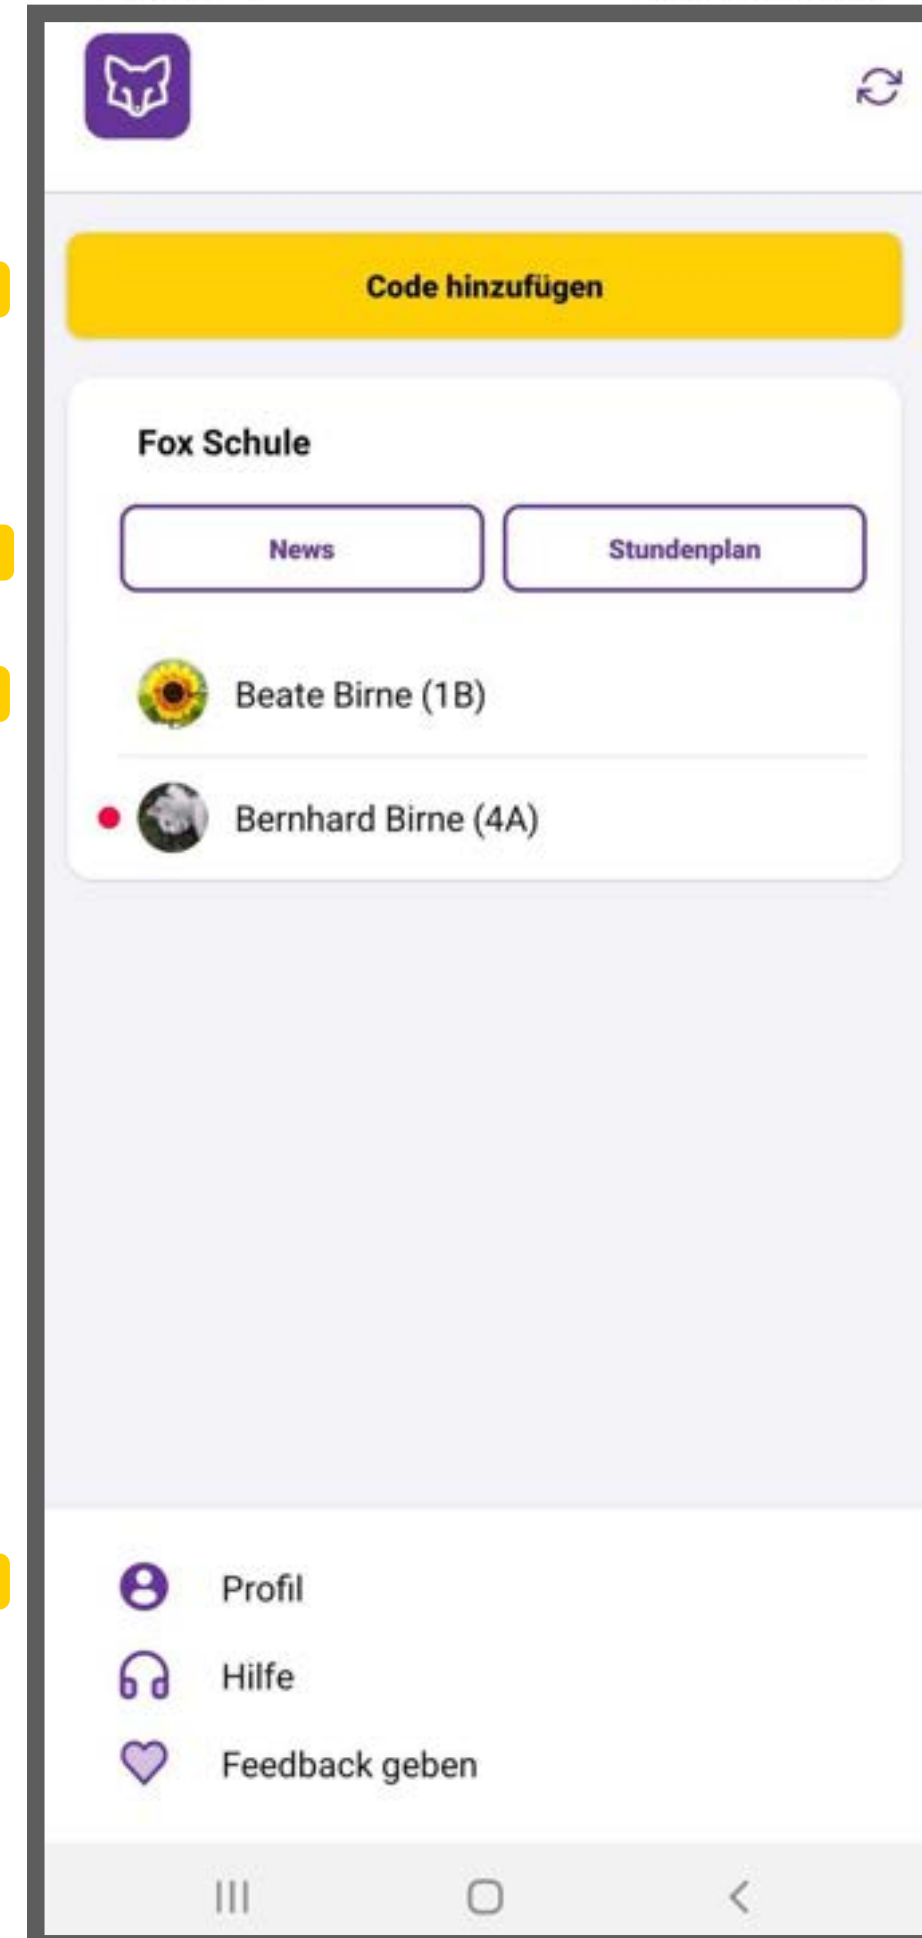 Code hinzufügen
Fox Schule
News
Stundenplan
Beate Birne (1B)
Bernhard Birne (4A)
Profil
Hilfe
Feedback geben